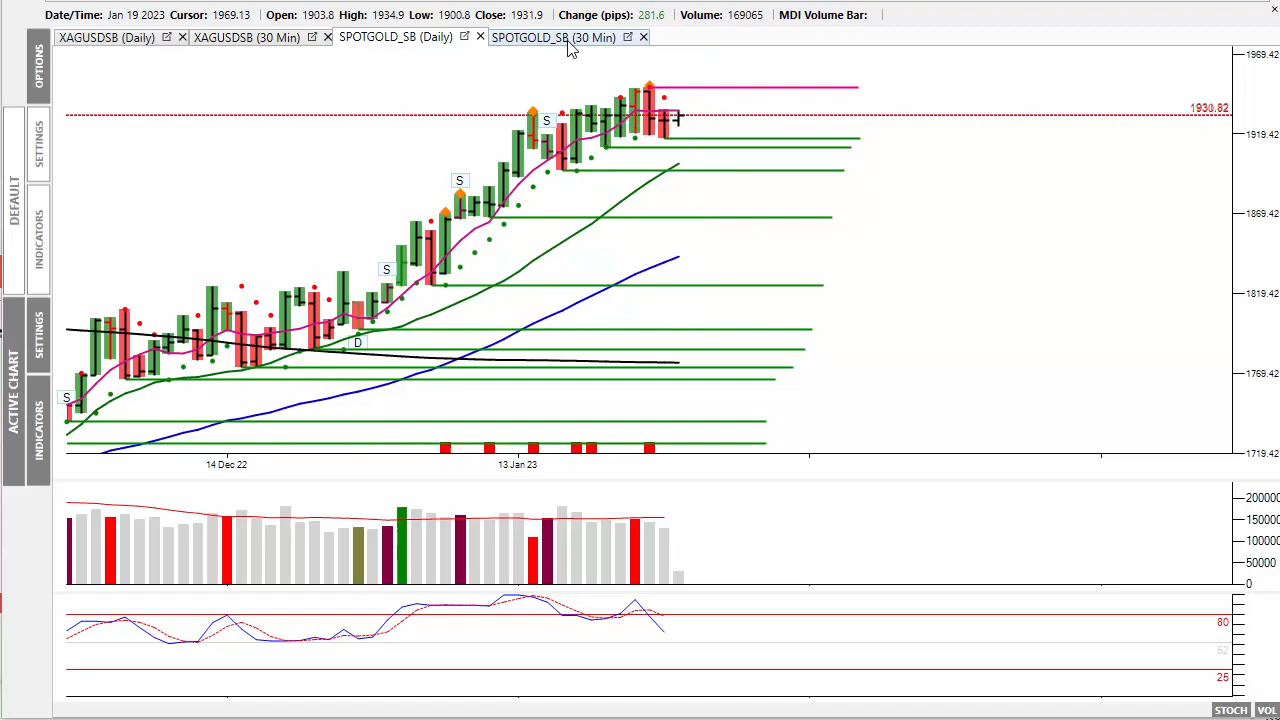 Date/Time: Jan 19 2023 Cursor: 1969.13 Open: 1903.8 High: 1934.9 Low: 1900.8 Close: 1931.9 Change (pips): 281.6 Volume: 169065 MDI Volume Bar:
XAGUSDSB (Daily) XAGUSDSB (30 Min) SPOTGOLD_SB (Daily) SPOTGOLD_SB (30 Min)
OPTIONS
DEFAULT
SETTINGS
INDICATORS
ACTIVE CHART
SETTINGS
INDICATORS
1969.42
1930.82
1919.42
1869.42
1819.42
1769.42
1719.42
S
S
S
D
S
14 Dec 22
13 Jan 23
200000
150000
100000
50000
0
80
52
25
STOCH VOL